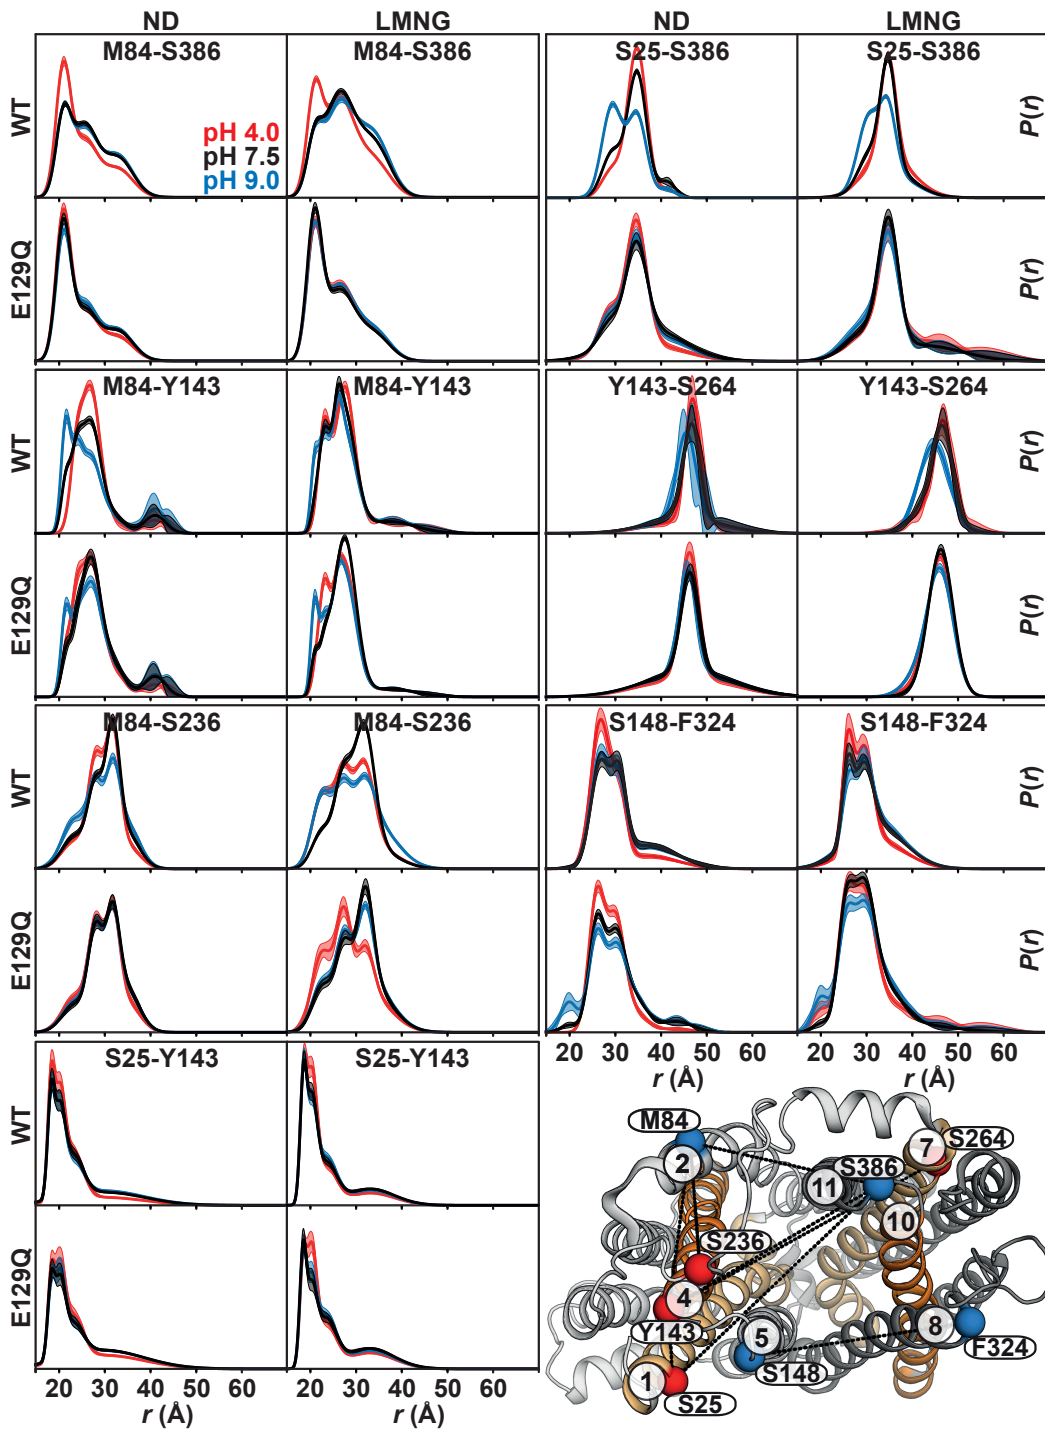 ND LMNG ND LMNG
M84-S386 M84-S386 S25-S386 S25-S386
WT P(r)
pH 4.0
pH 7.5
pH 9.0
E129Q P(r)
M84-Y143 M84-Y143 Y143-S264 Y143-S264
WT P(r)
E129Q P(r)
M84-S236 M84-S236 S148-F324 S148-F324
WT P(r)
E129Q P(r)
20 30 40 50 60 20 30 40 50 60
r (Å) r (Å)
S25-Y143 S25-Y143
WT
E129Q
20 30 40 50 60 20 30 40 50 60
r (Å) r (Å)
M84
7 S264
2 S386
11
10
S236
4
Y143 5 8
F324
S148
1
S25